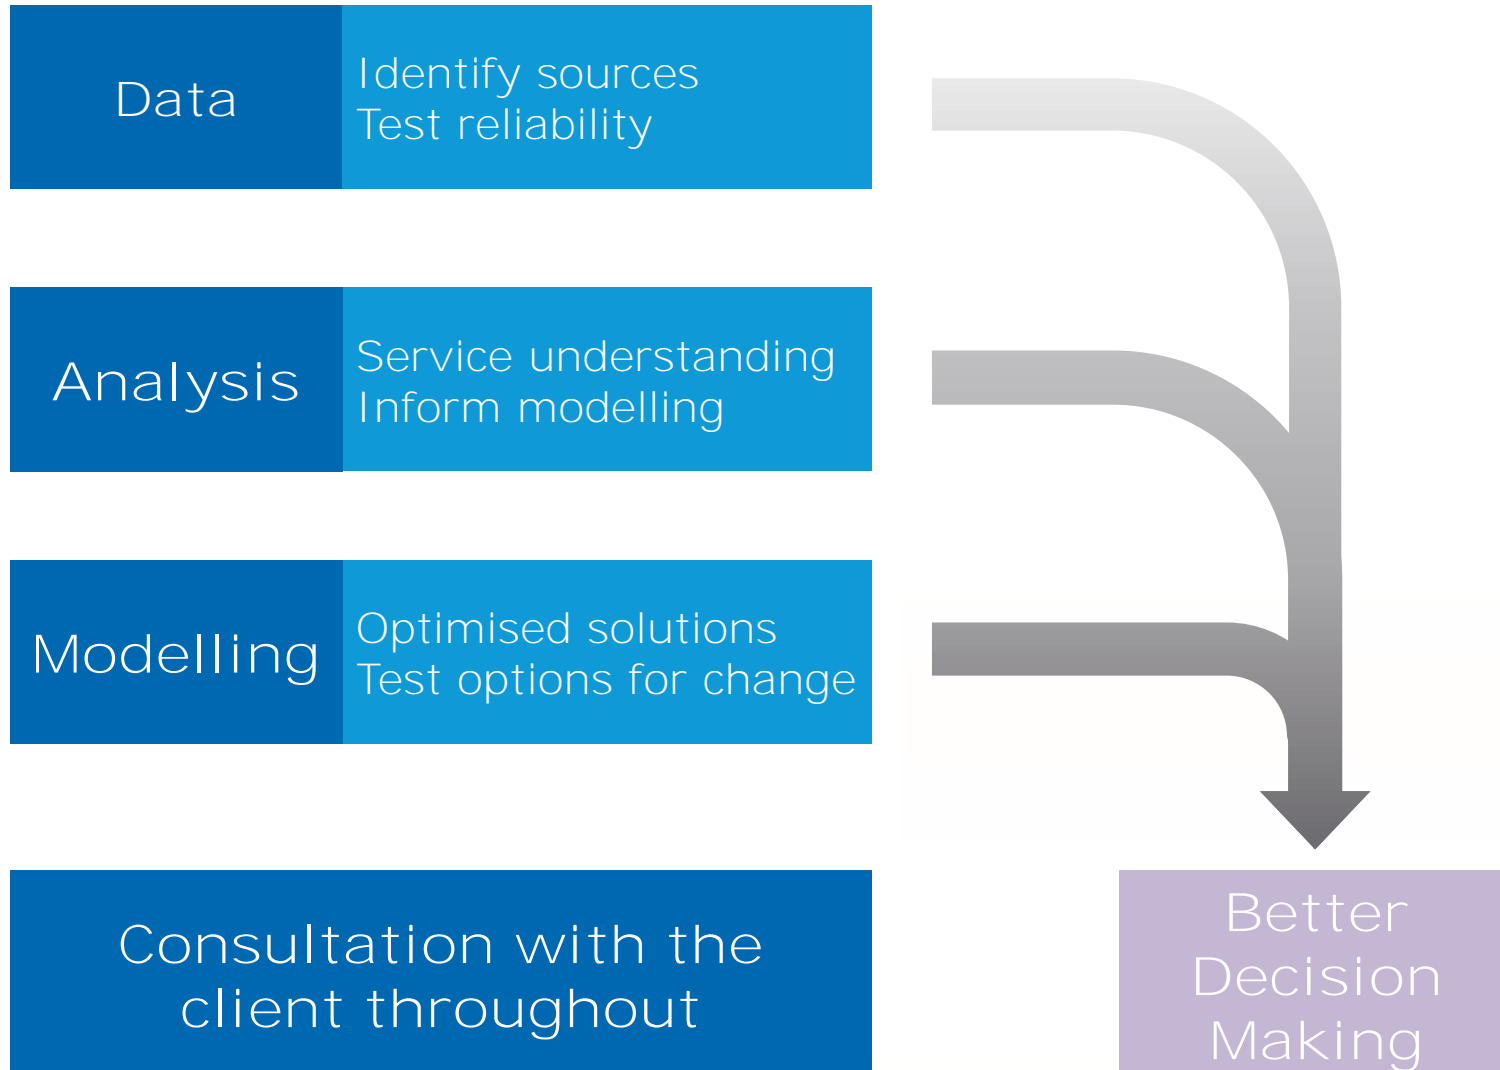 Data
Identify sources
Test reliability
Analysis
Service understanding
Inform modelling
Modelling
Optimised solutions
Test options for change
Consultation with the
client throughout
Better
Decision
Making